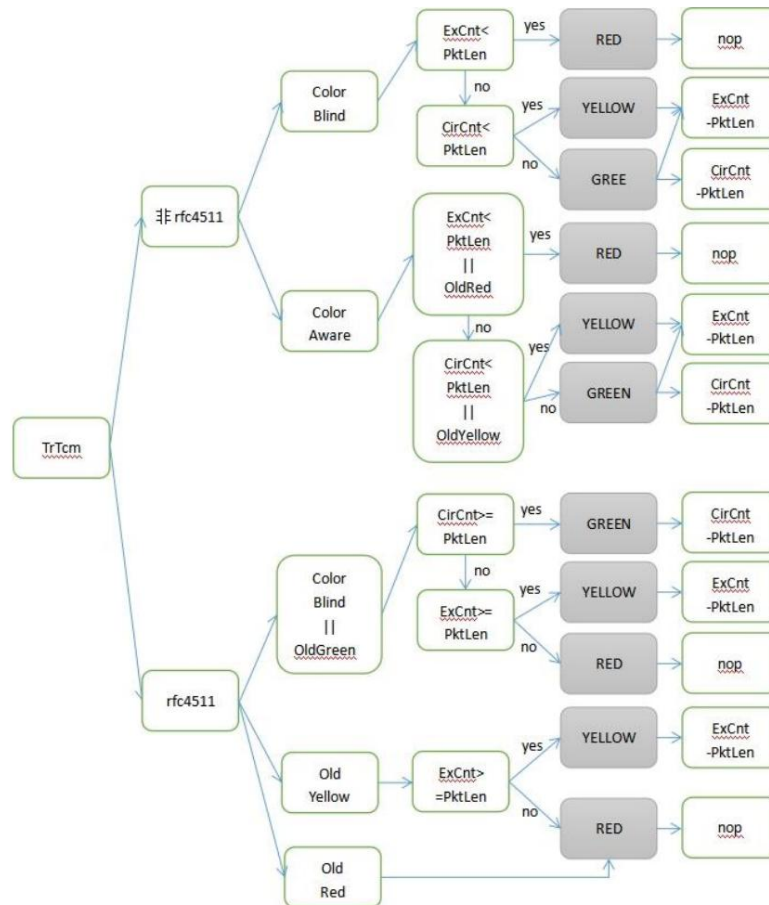 ExCnt<
PktLen
yes
RED
nop
no
Color
Blind
CirCnt<
PktLen
yes
YELLOW
ExCnt
-PktLen
no
GREE
CirCnt
-PktLen
非 rfc4511
ExCnt<
PktLen
||
OldRed
yes
RED
nop
no
Color
Aware
CirCnt<
PktLen
||
OldYellow
yes
YELLOW
ExCnt
-PktLen
no
GREEN
CirCnt
-PktLen
TrTcm
CirCnt>=
PktLen
yes
GREEN
CirCnt
-PktLen
no
Color
Blind
||
OldGreen
ExCnt>=
PktLen
yes
YELLOW
ExCnt
-PktLen
no
RED
nop
rfc4511
Old
Yellow
ExCnt>
=PktLen
yes
YELLOW
ExCnt
-PktLen
no
RED
nop
Old
Red